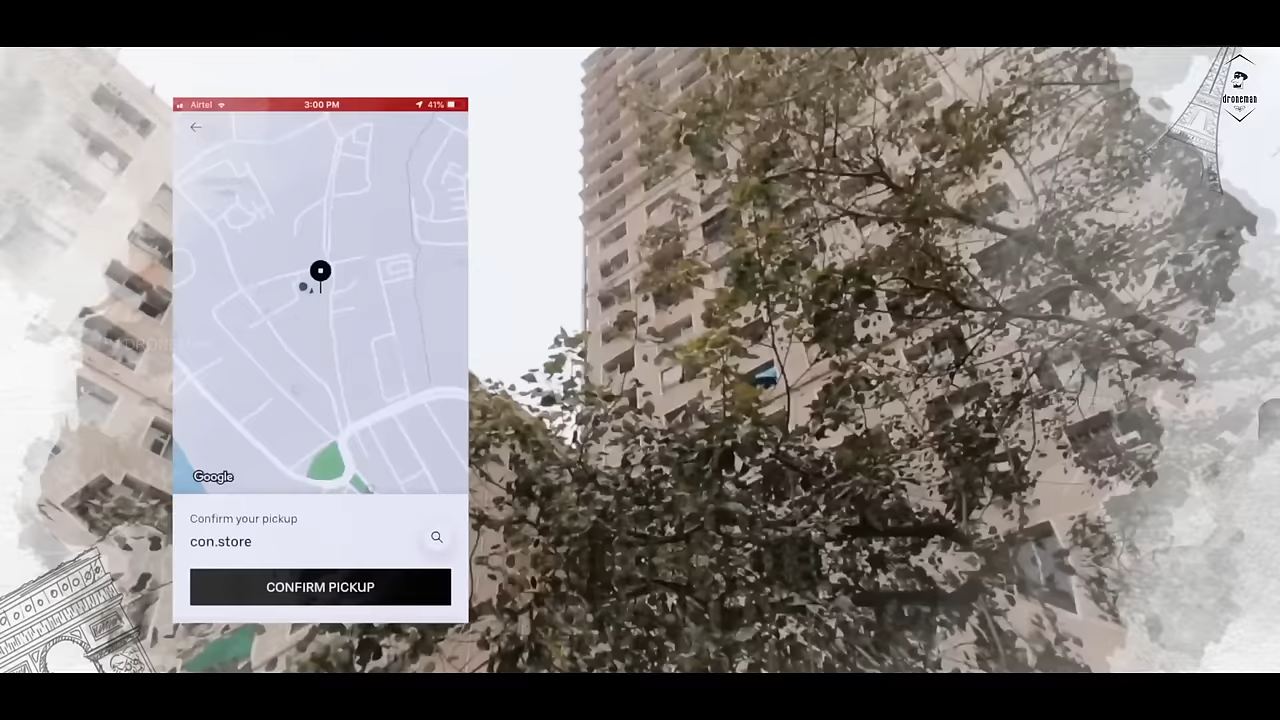 Airtel
3:00 PM
41%
droneman
Google
Confirm your pickup
con.store
CONFIRM PICKUP